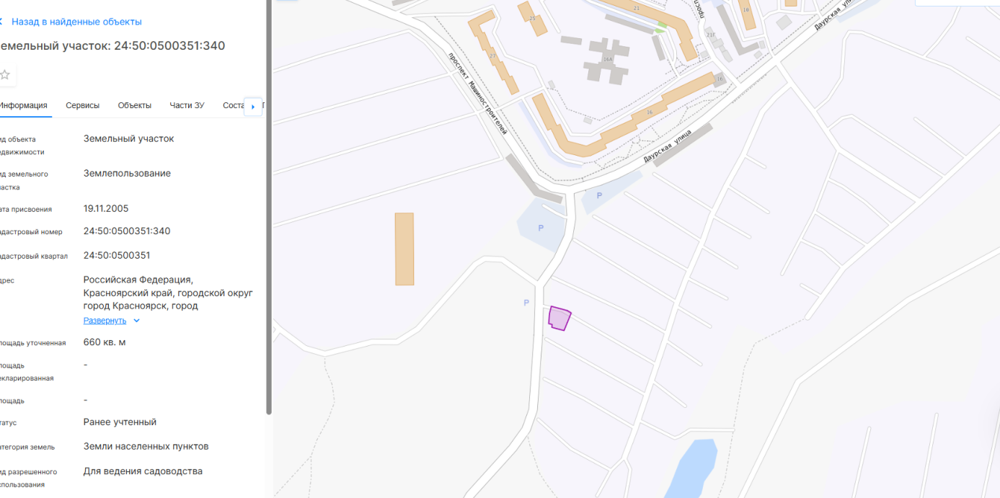 Назад в найденные объекты
емельный участок: 24:50:0500351:340
Информация Сервисы Объекты Части ЗУ Соста
ид объекта
едвижимости
Земельный участок
ид земельного
частка
Землепользование
ата присвоения
19.11.2005
адастровый номер
24:50:0500351:340
адастровый квартал
24:50:0500351
дрес
Российская Федерация,
Красноярский край, городской округ
город Красноярск, город
Развернуть
лощадь уточненная
660 кв. м
лощадь
екларированная
-
лощадь
-
татус
Ранее учтенный
атегория земель
Земли населенных пунктов
ид разрешенного
спользования
Для ведения садоводства
проспект Машиностроителей
Даурская улица
Даурская ули
просп
21
25
27
16А
21Г
18
16
16
P
P
P